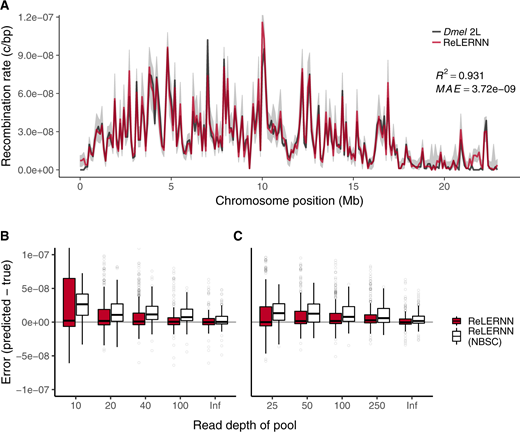 A
Recombination rate (c/bp)
1.2e−07
9.0e−08
6.0e−08
3.0e−08
0.0e+00
Dmel 2L
ReLERNN
R² = 0.931
MAE = 3.72e−09
0 5 10 15 20
Chromosome position (Mb)
B
C
Error (predicted − true)
1e−07
5e−08
0e+00
−5e−08
−1e−07
10 20 40 100 Inf
25 50 100 250 Inf
Read depth of pool
ReLERNN
ReLERNN
(NBSC)